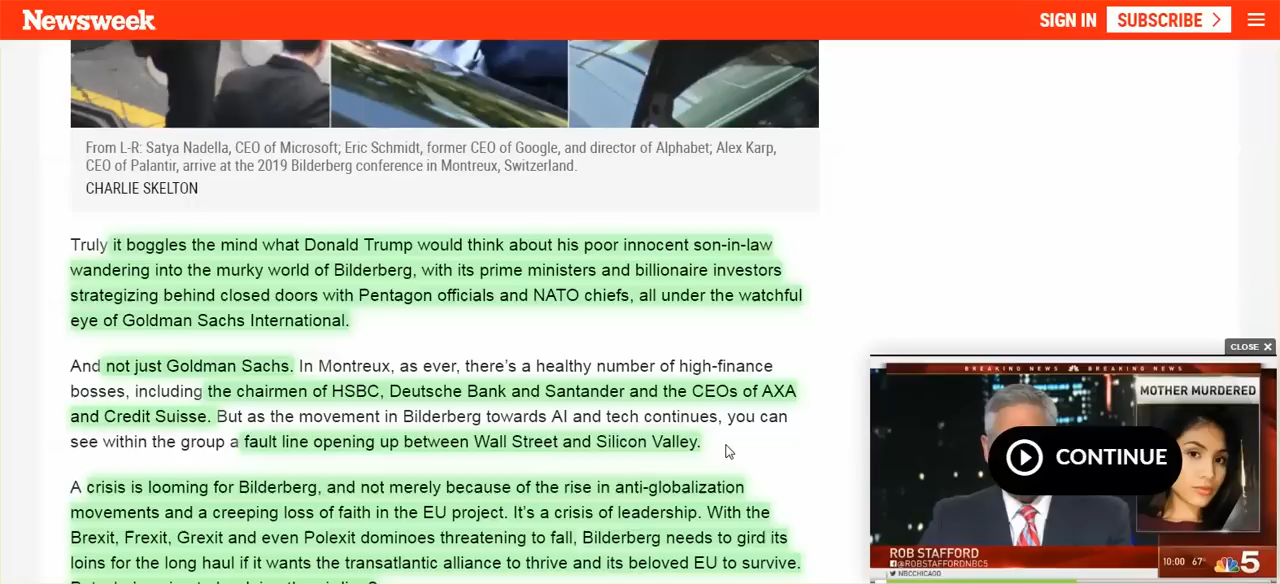 Newsweek
SIGN IN
SUBSCRIBE
From L-R: Satya Nadella, CEO of Microsoft; Eric Schmidt, former CEO of Google, and director of Alphabet; Alex Karp,
CEO of Palantir, arrive at the 2019 Bilderberg conference in Montreux, Switzerland.
CHARLIE SKELTON
Truly it boggles the mind what Donald Trump would think about his poor innocent son-in-law
wandering into the murky world of Bilderberg, with its prime ministers and billionaire investors
strategizing behind closed doors with Pentagon officials and NATO chiefs, all under the watchful
eye of Goldman Sachs International.
And not just Goldman Sachs. In Montreux, as ever, there's a healthy number of high-finance
bosses, including the chairmen of HSBC, Deutsche Bank and Santander and the CEOs of AXA
and Credit Suisse. But as the movement in Bilderberg towards AI and tech continues, you can
see within the group a fault line opening up between Wall Street and Silicon Valley.
A crisis is looming for Bilderberg, and not merely because of the rise in anti-globalization
movements and a creeping loss of faith in the EU project. It's a crisis of leadership. With the
Brexit, Frexit, Grexit and even Polexit dominoes threatening to fall, Bilderberg needs to gird its
loins for the long haul if it wants the transatlantic alliance to thrive and its beloved EU to survive.
CLOSE
BREAKING NEWS BREAKING NEWS
MOTHER MURDERED
CONTINUE
ROB STAFFORD
@ROBSTAFFORDNBC5
NBCCHICAGO
10:00 67°
5